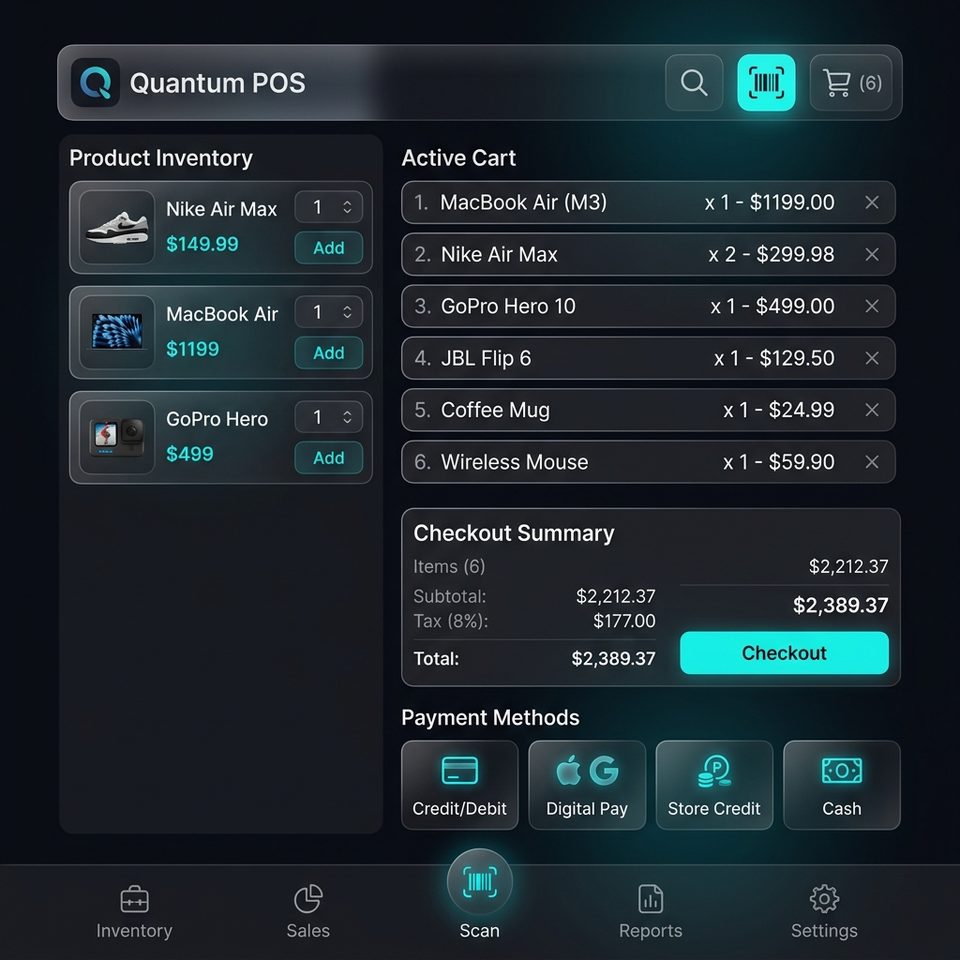 Quantum POS
(6)
Product Inventory
Nike Air Max
1
$149.99
Add
MacBook Air
1
$1199
Add
GoPro Hero
1
$499
Add
Active Cart
1. MacBook Air (M3) x 1 - $1199.00
2. Nike Air Max x 2 - $299.98
3. GoPro Hero 10 x 1 - $499.00
4. JBL Flip 6 x 1 - $129.50
5. Coffee Mug x 1 - $24.99
6. Wireless Mouse x 1 - $59.90
Checkout Summary
Items (6) $2,212.37
Subtotal: $2,212.37
Tax (8%): $177.00
Total: $2,389.37
$2,389.37
Checkout
Payment Methods
Credit/Debit
Digital Pay
P
Store Credit
Cash
Inventory
Sales
Scan
Reports
Settings